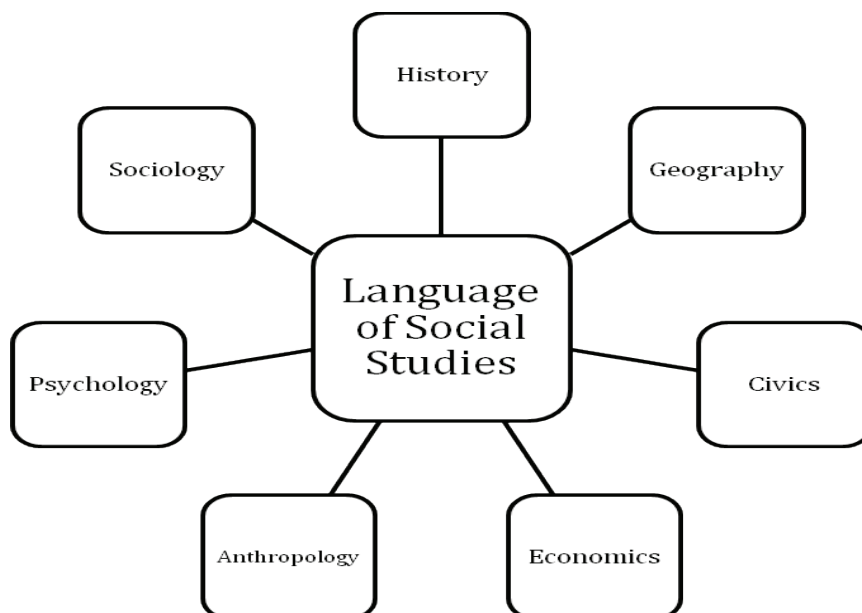 History
Sociology
Geography
Language
of Social
Studies
Psychology
Civics
Anthropology
Economics